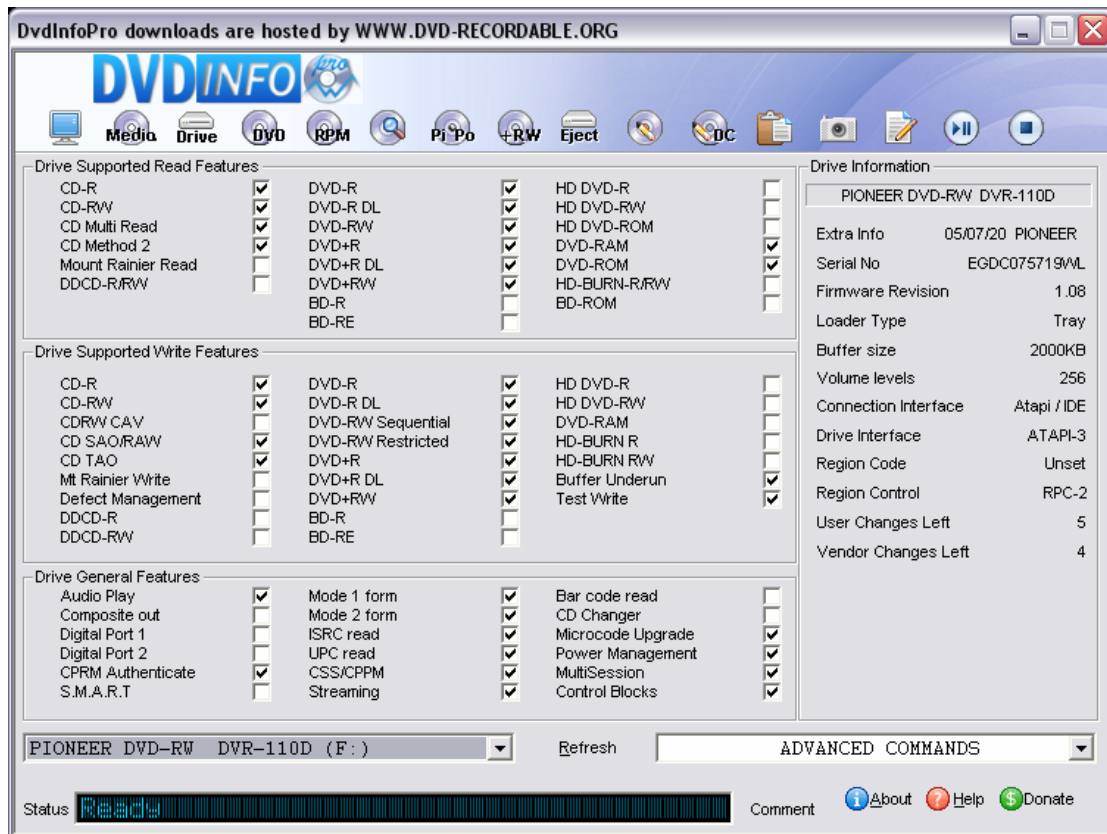 DvdInfoPro downloads are hosted by WWW.DVD-RECORDABLE.ORG
DVDINFO pro
Media Drive DVD RPM Pi Po +RW Eject DC
Drive Supported Read Features
CD-R DVD-R HD DVD-R
CD-RW DVD-R DL HD DVD-RW
CD Multi Read DVD-RW HD DVD-ROM
CD Method 2 DVD+R DVD-RAM
Mount Rainier Read DVD+R DL DVD-ROM
DDCD-R/RW DVD+RW HD-BURN-R/RW
BD-R BD-ROM
BD-RE
Drive Supported Write Features
CD-R DVD-R HD DVD-R
CD-RW DVD-R DL HD DVD-RW
CDRW CAV DVD-RW Sequential DVD-RAM
CD SAO/RAW DVD-RW Restricted HD-BURN R
CD TAO DVD+R HD-BURN RW
Mt Rainier Write DVD+R DL Buffer Underun
Defect Management DVD+RW Test Write
DDCD-R BD-R
DDCD-RW BD-RE
Drive General Features
Audio Play Mode 1 form Bar code read
Composite out Mode 2 form CD Changer
Digital Port 1 ISRC read Microcode Upgrade
Digital Port 2 UPC read Power Management
CPRM Authenticate CSS/CPPM MultiSession
S.M.A.R.T Streaming Control Blocks
Drive Information
PIONEER DVD-RW DVR-110D
Extra Info 05/07/20 PIONEER
Serial No EGDC075719WL
Firmware Revision 1.08
Loader Type Tray
Buffer size 2000KB
Volume levels 256
Connection Interface Atapi / IDE
Drive Interface ATAPI-3
Region Code Unset
Region Control RPC-2
User Changes Left 5
Vendor Changes Left 4
PIONEER DVD-RW DVR-110D (F:) Refresh ADVANCED COMMANDS
Status Ready Comment About Help Donate